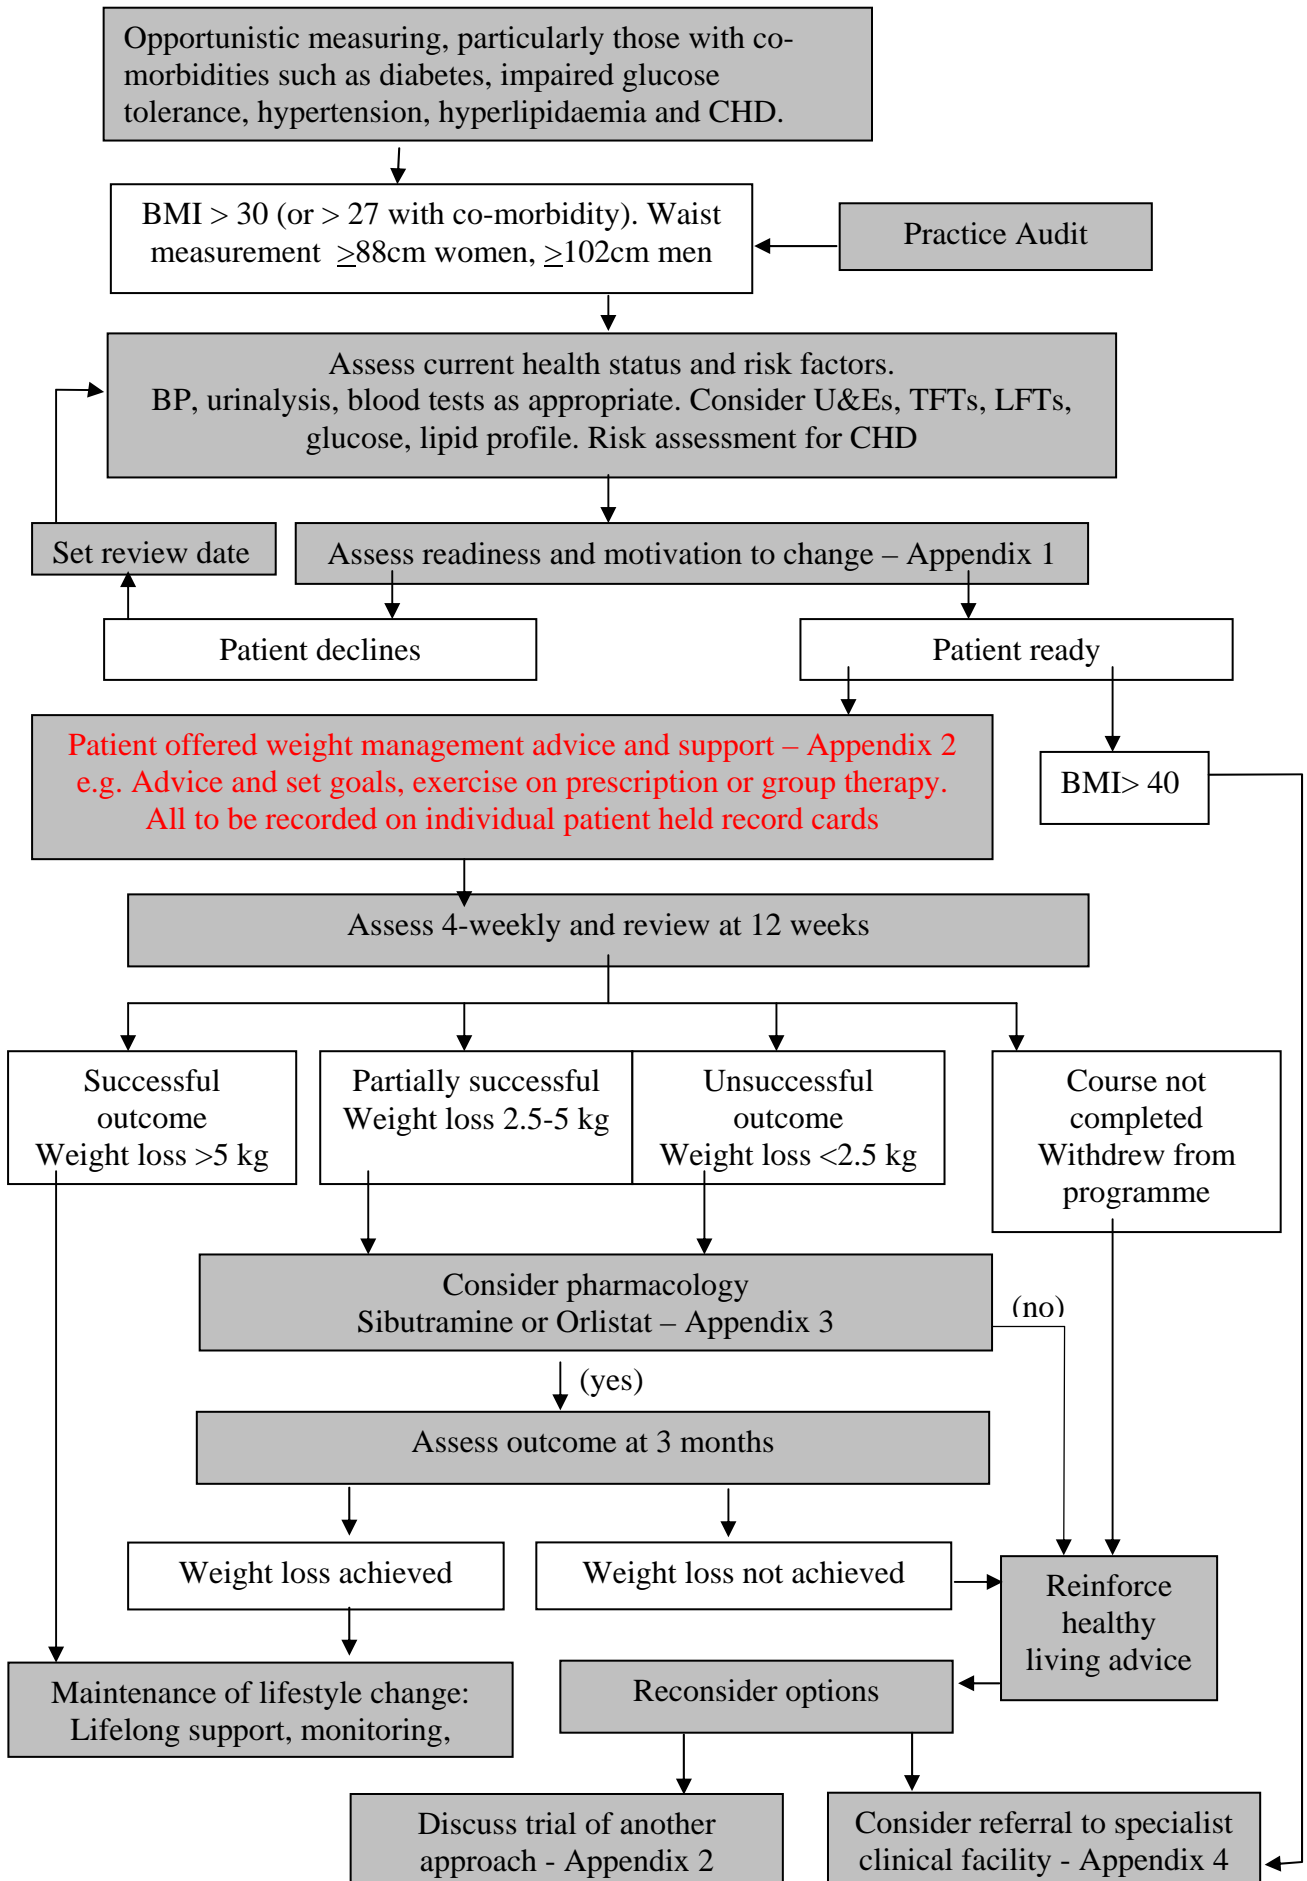 Opportunistic measuring, particularly those with co-
morbidities such as diabetes, impaired glucose
tolerance, hypertension, hyperlipidaemia and CHD.
BMI > 30 (or > 27 with co-morbidity). Waist
measurement ≥88cm women, ≥102cm men
Practice Audit
Assess current health status and risk factors.
BP, urinalysis, blood tests as appropriate. Consider U&Es, TFTs, LFTs,
glucose, lipid profile. Risk assessment for CHD
Set review date
Assess readiness and motivation to change – Appendix 1
Patient declines
Patient ready
Patient offered weight management advice and support – Appendix 2
e.g. Advice and set goals, exercise on prescription or group therapy.
All to be recorded on individual patient held record cards
BMI> 40
Assess 4-weekly and review at 12 weeks
Successful
outcome
Weight loss >5 kg
Partially successful
Weight loss 2.5-5 kg
Unsuccessful
outcome
Weight loss <2.5 kg
Course not
completed
Withdrew from
programme
Consider pharmacology
Sibutramine or Orlistat – Appendix 3
(no)
(yes)
Assess outcome at 3 months
Weight loss achieved
Weight loss not achieved
Reinforce
healthy
living advice
Maintenance of lifestyle change:
Lifelong support, monitoring,
Reconsider options
Discuss trial of another
approach - Appendix 2
Consider referral to specialist
clinical facility - Appendix 4